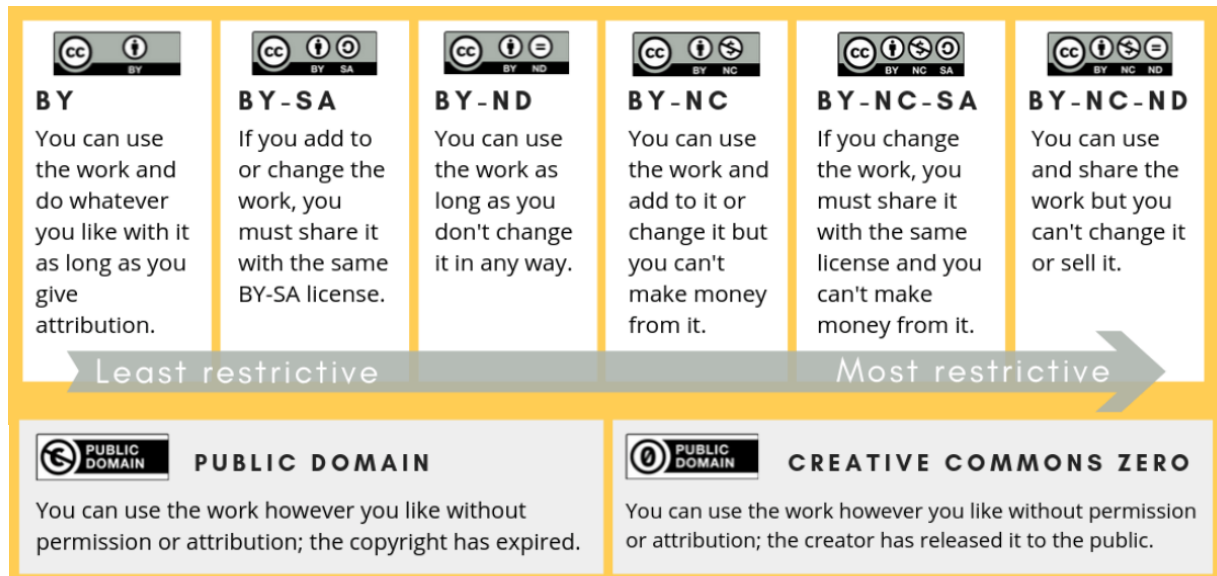 cc BY
BY
You can use
the work and
do whatever
you like with it
as long as you
give
attribution.
cc BY SA
BY-SA
If you add to
or change the
work, you
must share it
with the same
BY-SA license.
cc BY ND
BY-ND
You can use
the work as
long as you
don't change
it in any way.
cc BY NC
BY-NC
You can use
the work and
add to it or
change it but
you can't
make money
from it.
cc BY NC SA
BY-NC-SA
If you change
the work, you
must share it
with the same
license and you
can't make
money from it.
cc BY NC ND
BY-NC-ND
You can use
and share the
work but you
can't change it
or sell it.
Least restrictive
Most restrictive
PUBLIC
DOMAIN
PUBLIC DOMAIN
You can use the work however you like without
permission or attribution; the copyright has expired.
0 PUBLIC
DOMAIN
CREATIVE COMMONS ZERO
You can use the work however you like without permission
or attribution; the creator has released it to the public.